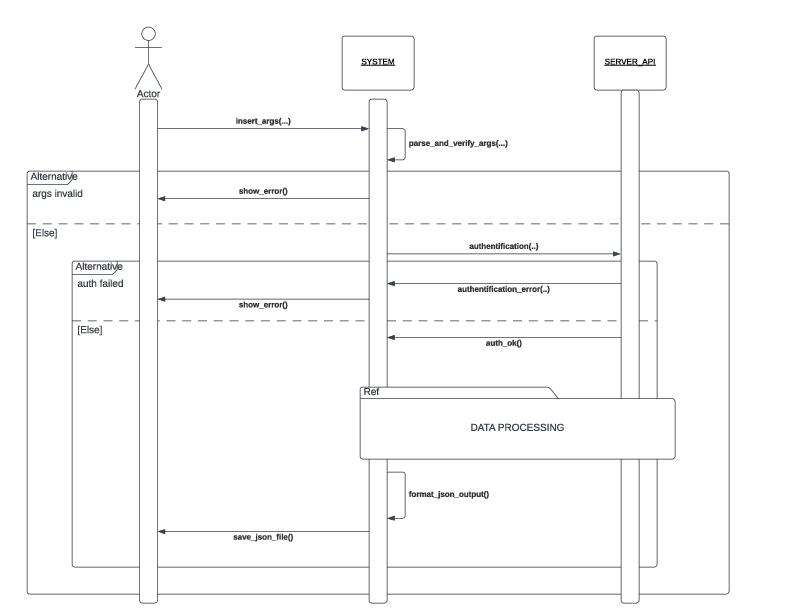 SYSTEM
SERVER_API
Actor
insert_args(...)
parse_and_verify_args(...)
Alternative
args invalid
show_error()
[Else]
authentification(..)
Alternative
auth failed
authentification_error(..)
show_error()
[Else]
auth_ok()
Ref
DATA PROCESSING
format_json_output()
save_json_file()